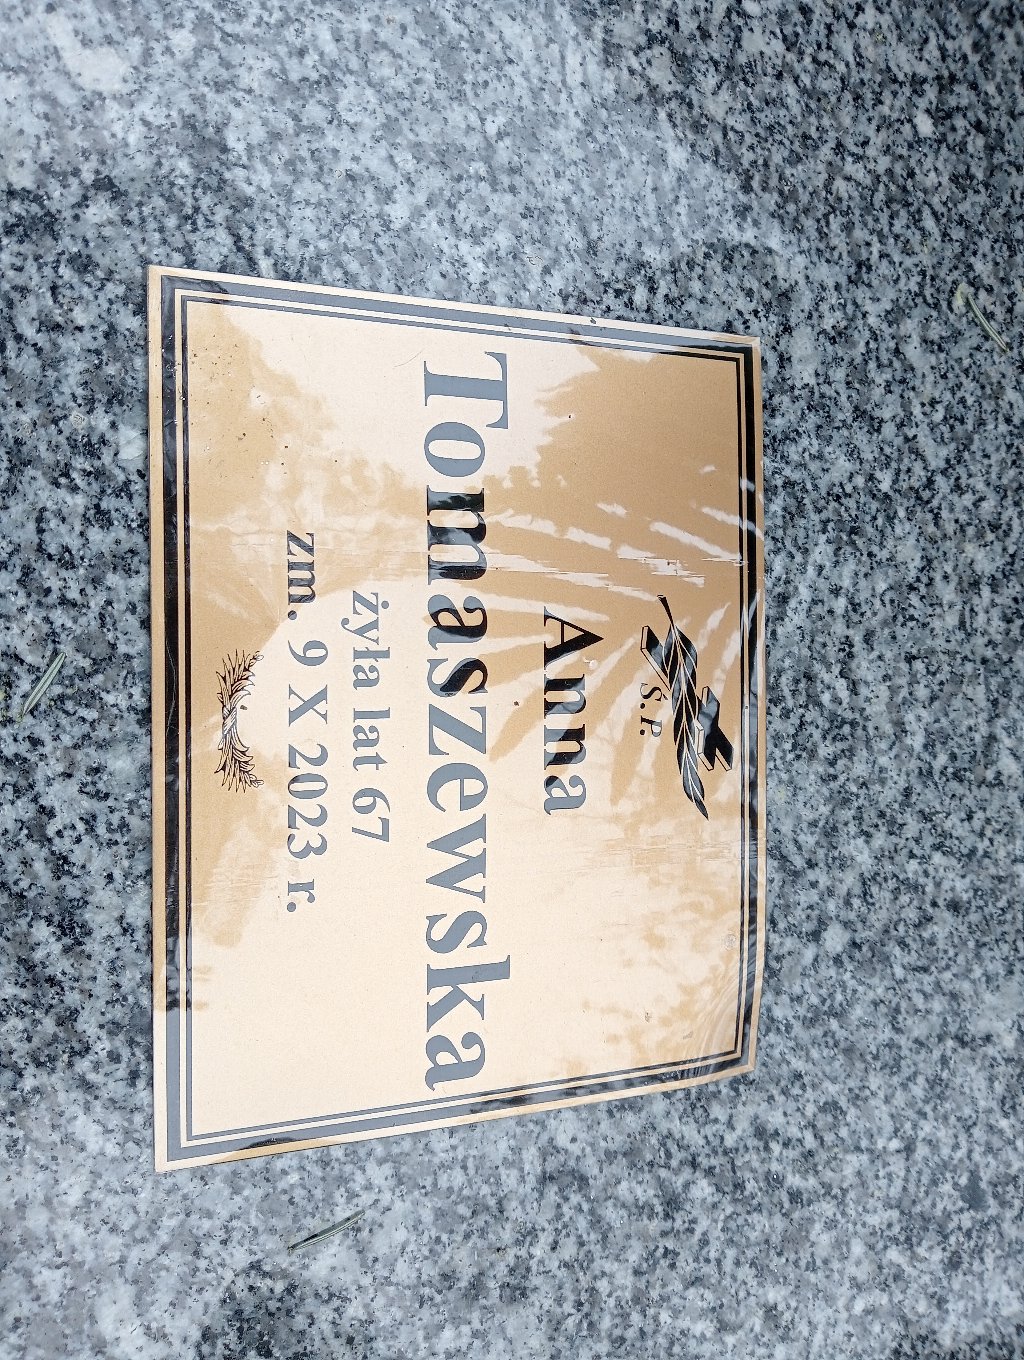 Ś.P.
Anna
Tomaszewska
żyła lat 67
zm. 9 X 2023 r.